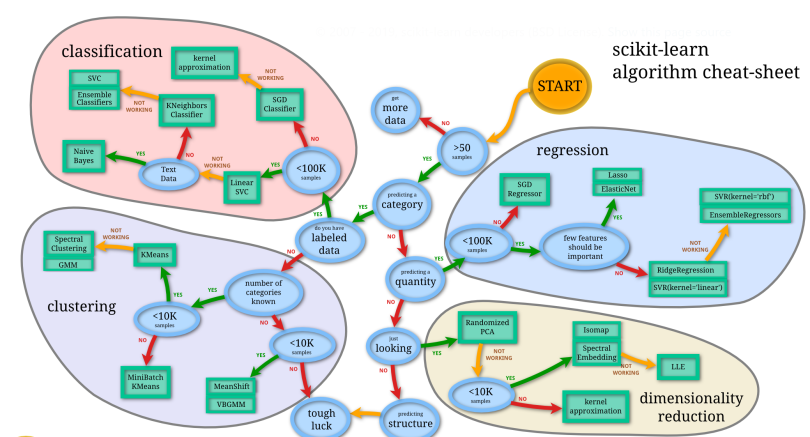 scikit-learn
algorithm cheat-sheet
classification
kernel
approximation
NOT
WORKING
SVC
Ensemble
Classifiers
NOT
WORKING
KNeighbors
Classifier
SGD
Classifier
NO
NO
YES
Naive
Bayes
Text
Data
NOT
WORKING
Linear
SVC
YES
<100K
samples
START
get
more
data
NO
>50
samples
YES
predicting a
category
YES
NO
do you have
labeled
data
YES
NO
predicting a
quantity
YES
NO
just
looking
YES
NO
predicting
structure
tough
luck
regression
SGD
Regressor
NO
<100K
samples
YES
few features
should be
important
YES
Lasso
ElasticNet
NO
RidgeRegression
SVR(kernel='linear')
NOT
WORKING
SVR(kernel='rbf')
EnsembleRegressors
clustering
Spectral
Clustering
GMM
NOT
WORKING
KMeans
YES
<10K
samples
NO
MiniBatch
KMeans
YES
number of
categories
known
NO
<10K
samples
YES
NO
MeanShift
VBGMM
dimensionality
reduction
Randomized
PCA
NOT
WORKING
<10K
samples
YES
NO
Isomap
Spectral
Embedding
NOT
WORKING
LLE
kernel
approximation